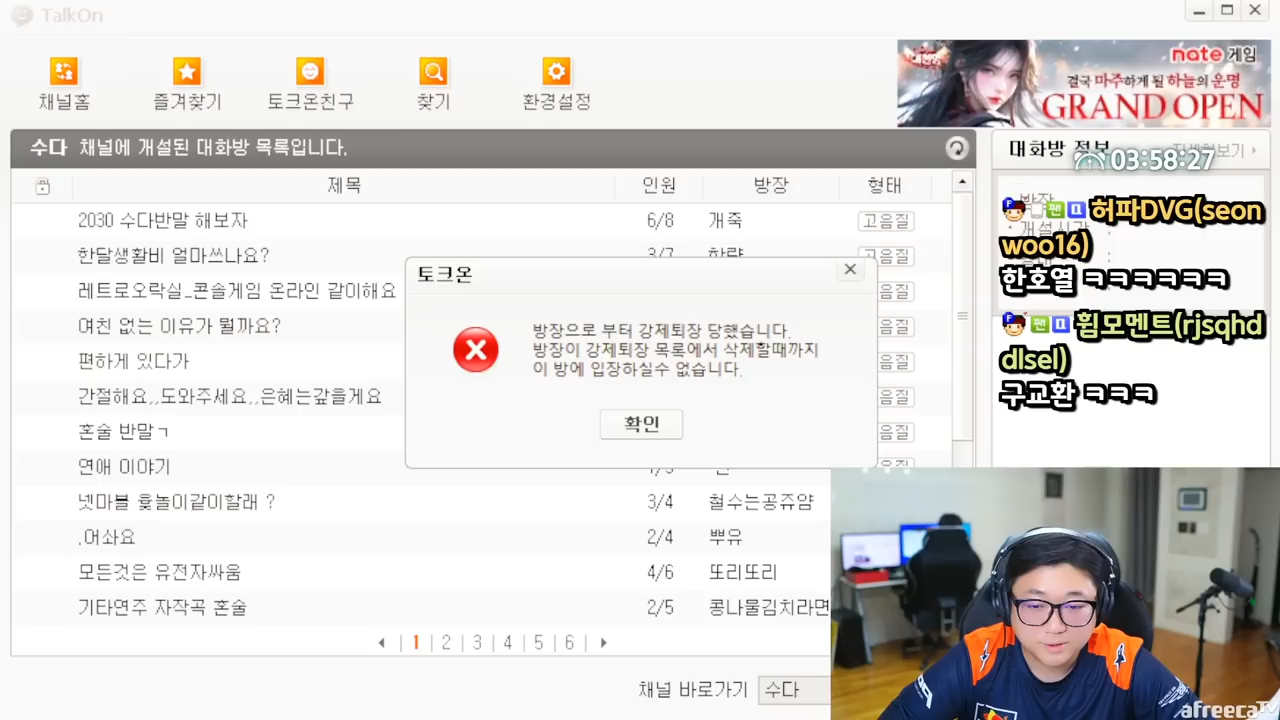 TalkOn
채널홈
즐겨찾기
토크온친구
찾기
환경설정
nate 게임
결국 마주하게 될 하늘의 운명
GRAND OPEN
수다 채널에 개설된 대화방 목록입니다.
대화방 정보
03:58:27
제목 인원 방장 형태
2030 수다반말 해보자 6/8 개죽 고음질
한달생활비 얼마쓰나요? 3/7 한량 고음질
레트로오락실_콘솔게임 온라인 같이해요 음질
여친 없는 이유가 뭘까요? 음질
편하게 있다가 음질
간절해요,,도와주세요,,은혜는갚을게요 음질
혼술 반말ㄱ 음질
연애 이야기
넷마블 윷놀이같이할래 ? 3/4 철수는공쥬얌
,어솨요 2/4 뿌유
모든것은 유전자싸움 4/6 또리또리
기타연주 자작곡 혼술 2/5 콩나물김치라면
토크온
방장으로 부터 강제퇴장 당했습니다.
방장이 강제퇴장 목록에서 삭제할때까지
이 방에 입장하실수 없습니다.
확인
허파DVG(seon
woo16)
한호열 ㅋㅋㅋㅋㅋㅋ
휨모멘트(rjsqhd
dlsel)
구교환 ㅋㅋㅋ
1 2 3 4 5 6
채널 바로가기 수다
afreecaTV